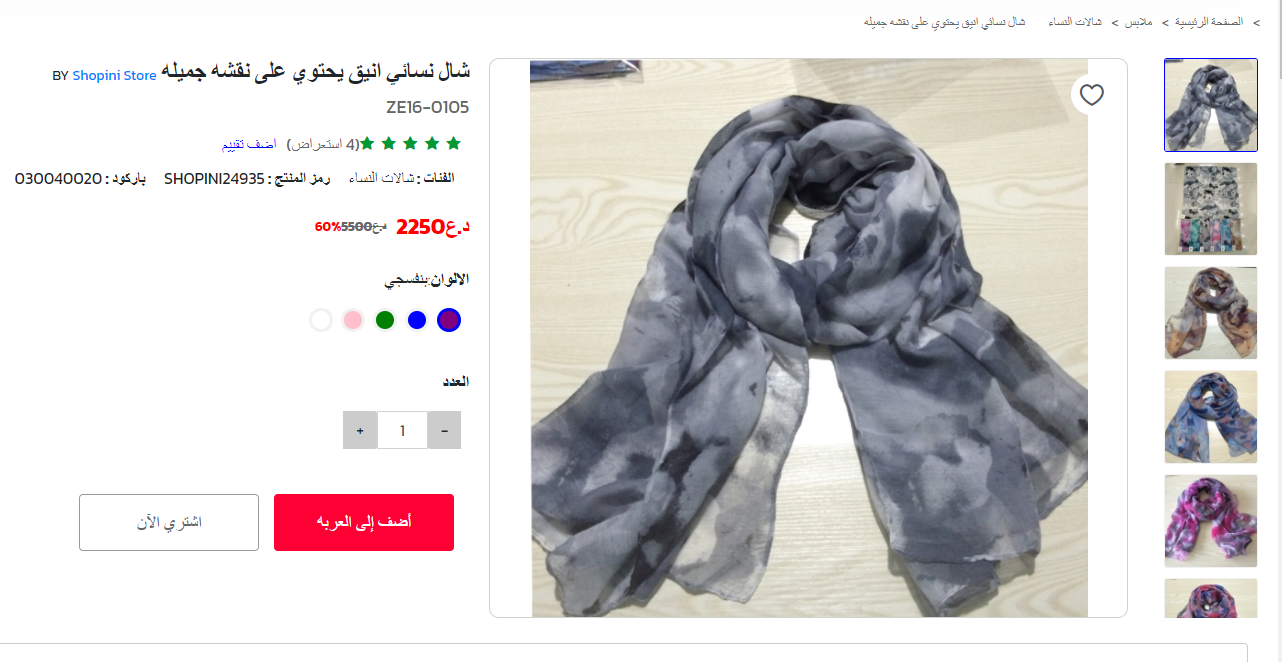 > الصفحة الرئيسية > ملابس > شالات النساء شال نسائي انيق يحتوي على نقشه جميله
شال نسائي انيق يحتوي على نقشه جميله BY Shopini Store
ZE16-0105
(4 استعراض) اضف تقييم
الفئات : شالات النساء رمز المنتج : SHOPINI24935 باركود : 030040020
د.ع2250 د.ع5500 60%
الالوان:بنفسجي
العدد
- 1 +
أضف إلى العربه
اشتري الآن